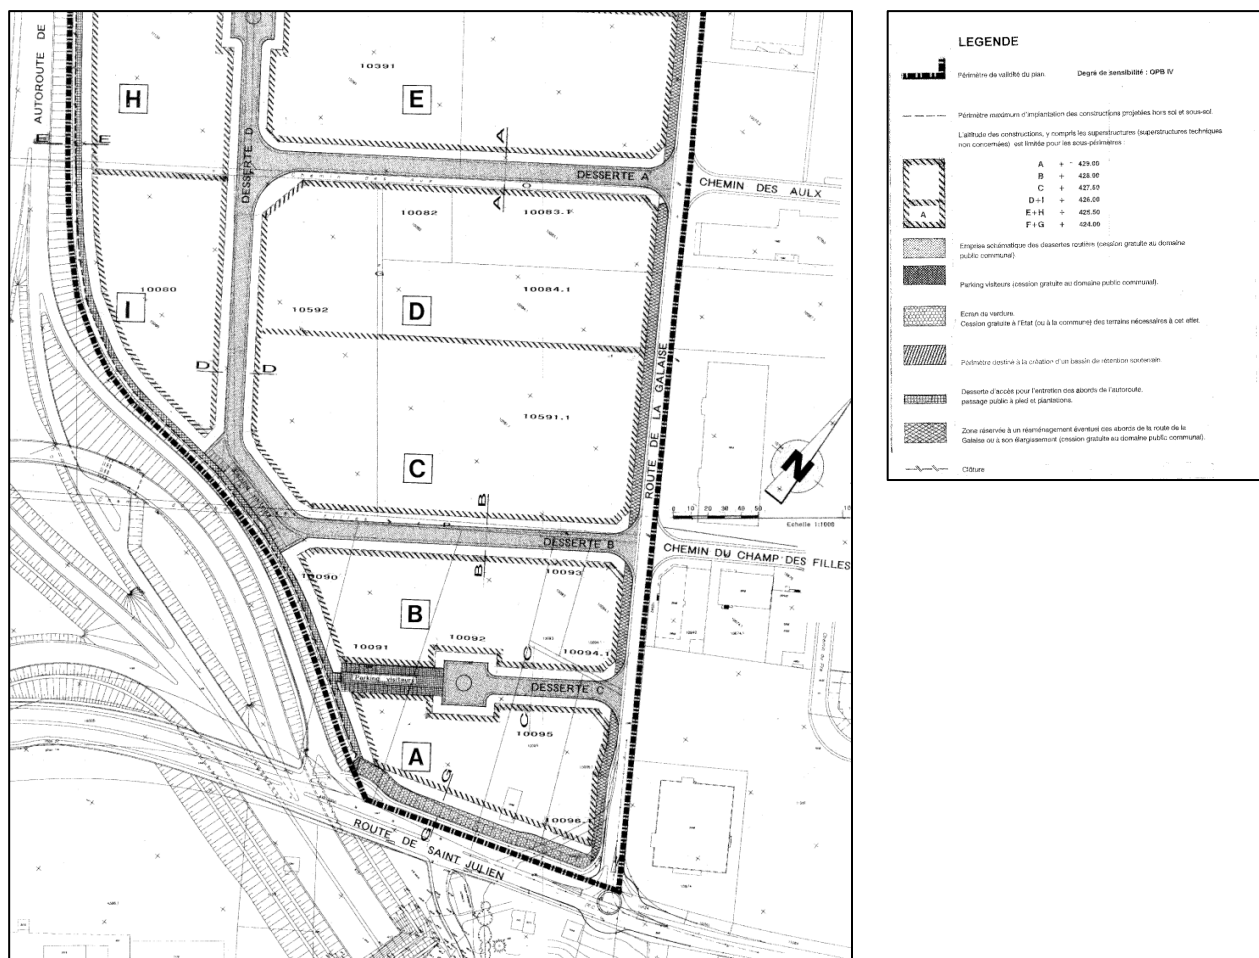 AUTOROUTE DE
H
10391
E
E
E
A
DESSERTE D
DESSERTE A
A
CHEMIN DES AULX
10082
10083.1
G
I
10080
10592
10084.1
D
D
D
ROUTE DE LA GALAISE
10591.1
C
N
B
0 10 20 30 40 50 10
Echelle 1:1000
DESSERTE B
CHEMIN DU CHAMP DES FILLES
B
10090
10093
B
10091
10092
10094.1
C
Parking visiteurs
DESSERTE C
C
10095
A
G
10096.
G
ROUTE DE SAINT JULIEN
LEGENDE
Périmètre de validité du plan. Degré de sensibilité : OPB IV
Périmètre maximum d'implantation des constructions projetées hors sol et sous-sol.
L'altitude des constructions, y compris les superstructures (superstructures techniques
non concernées) est limitée pour les sous-périmètres :
A + 429.00
B + 428.00
C + 427.50
D+I + 426.00
E+H + 425.50
F+G + 424.00
A
Emprise schématique des dessertes routières (cession gratuite au domaine
public communal)
Parking visiteurs (cession gratuite au domaine public communal).
Ecran de verdure.
Cession gratuite à l'Etat (ou à la commune) des terrains nécessaires à cet effet.
Périmètre destiné à la création d'un bassin de rétention souterrain
Desserte d'accès pour l'entretien des abords de l'autoroute,
passage public à pied et plantations.
Zone réservée à un réaménagement éventuel des abords de la route de la
Galaise ou à son élargissement (cession gratuite au domaine public communal).
Clôture